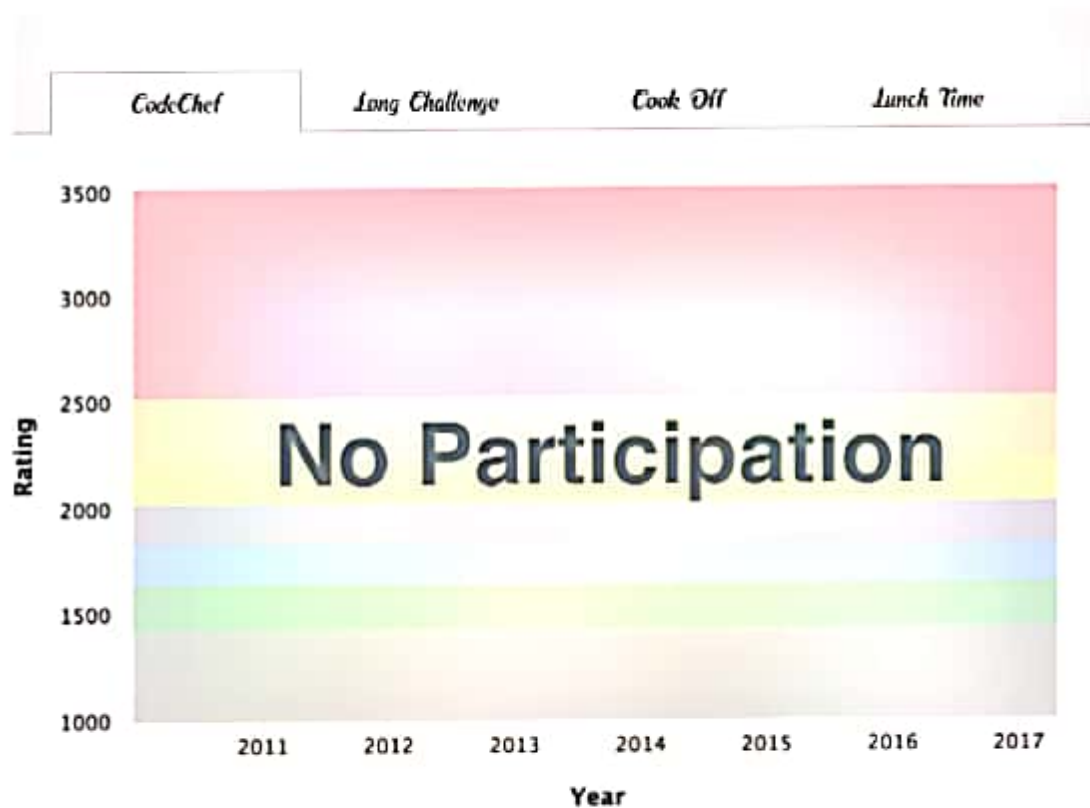 CodeChef Long Challenge Cook Off Lunch Time
3500
3000
2500
No Participation
Rating
2000
1500
1000
2011 2012 2013 2014 2015 2016 2017
Year